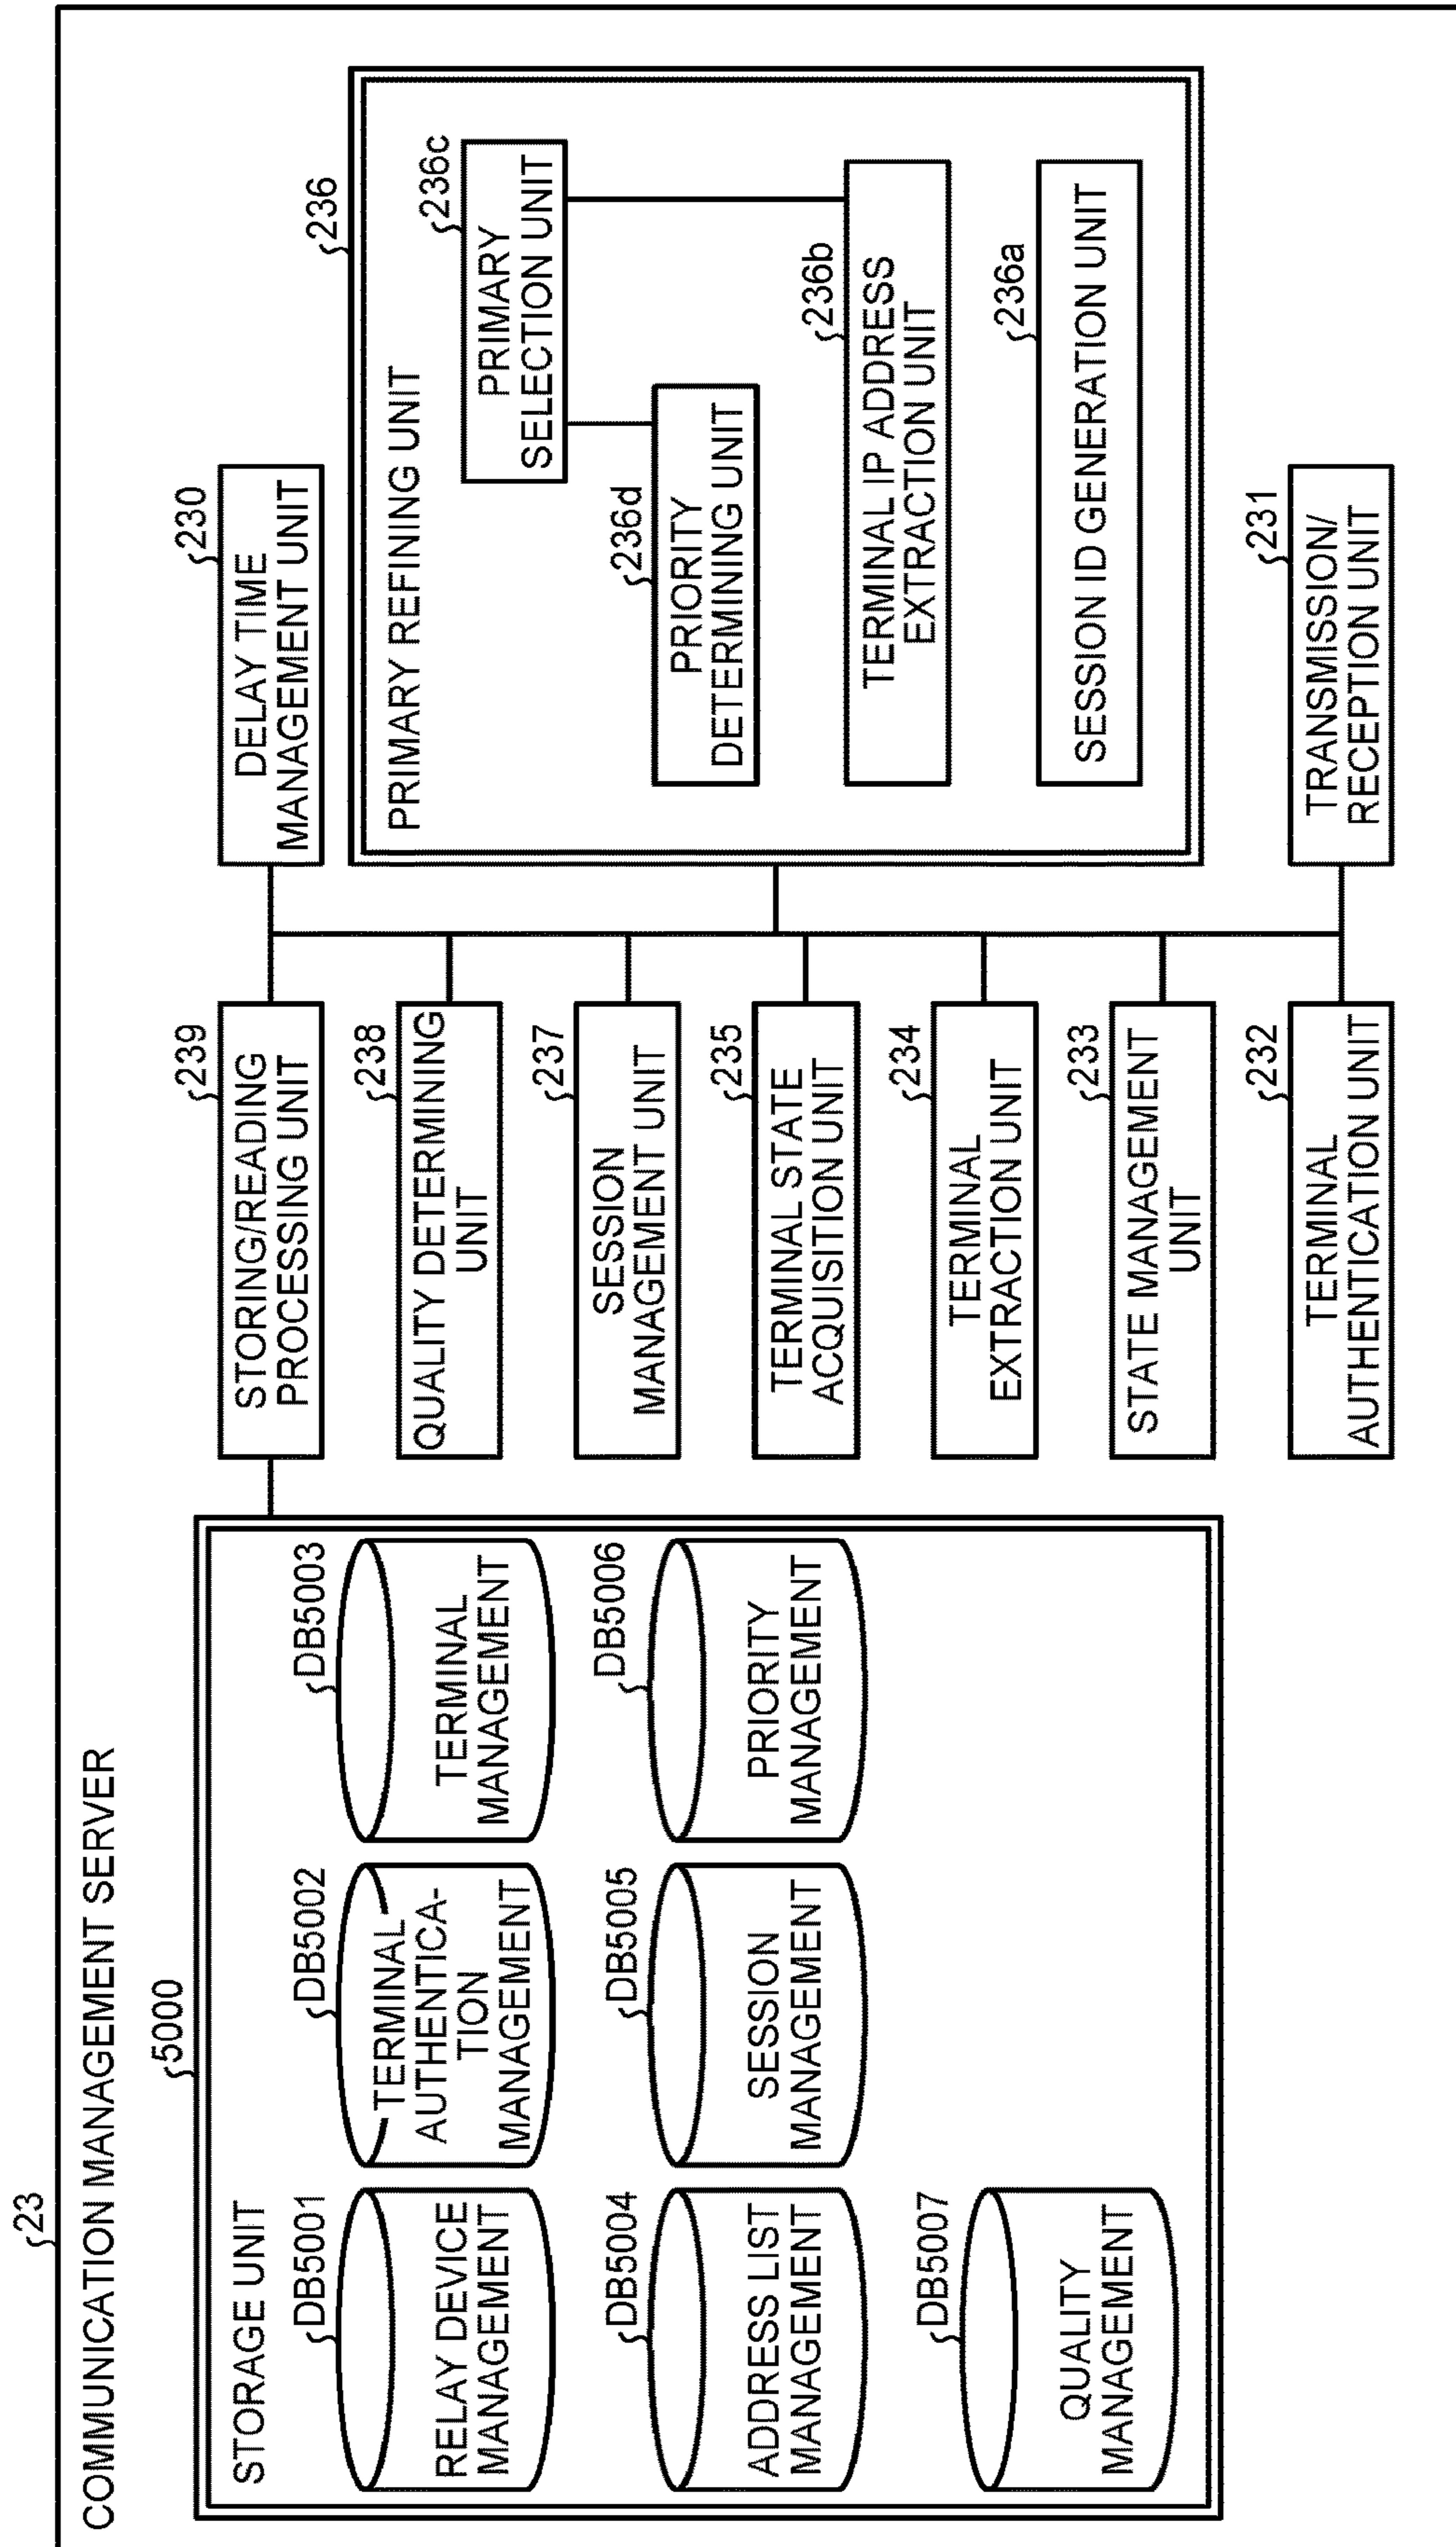 23
COMMUNICATION MANAGEMENT SERVER
5000
STORAGE UNIT
DB5001
RELAY DEVICE
MANAGEMENT
DB5002
TERMINAL
AUTHENTICA-
TION
MANAGEMENT
DB5003
TERMINAL
MANAGEMENT
DB5004
ADDRESS LIST
MANAGEMENT
DB5005
SESSION
MANAGEMENT
DB5006
PRIORITY
MANAGEMENT
DB5007
QUALITY
MANAGEMENT
239
STORING/READING
PROCESSING UNIT
238
QUALITY DETERMINING
UNIT
237
SESSION
MANAGEMENT UNIT
235
TERMINAL STATE
ACQUISITION UNIT
234
TERMINAL
EXTRACTION UNIT
233
STATE MANAGEMENT
UNIT
232
TERMINAL
AUTHENTICATION UNIT
230
DELAY TIME
MANAGEMENT UNIT
236
PRIMARY REFINING UNIT
236c
PRIMARY
SELECTION UNIT
236d
PRIORITY
DETERMINING UNIT
236b
TERMINAL IP ADDRESS
EXTRACTION UNIT
236a
SESSION ID GENERATION UNIT
231
TRANSMISSION/
RECEPTION UNIT